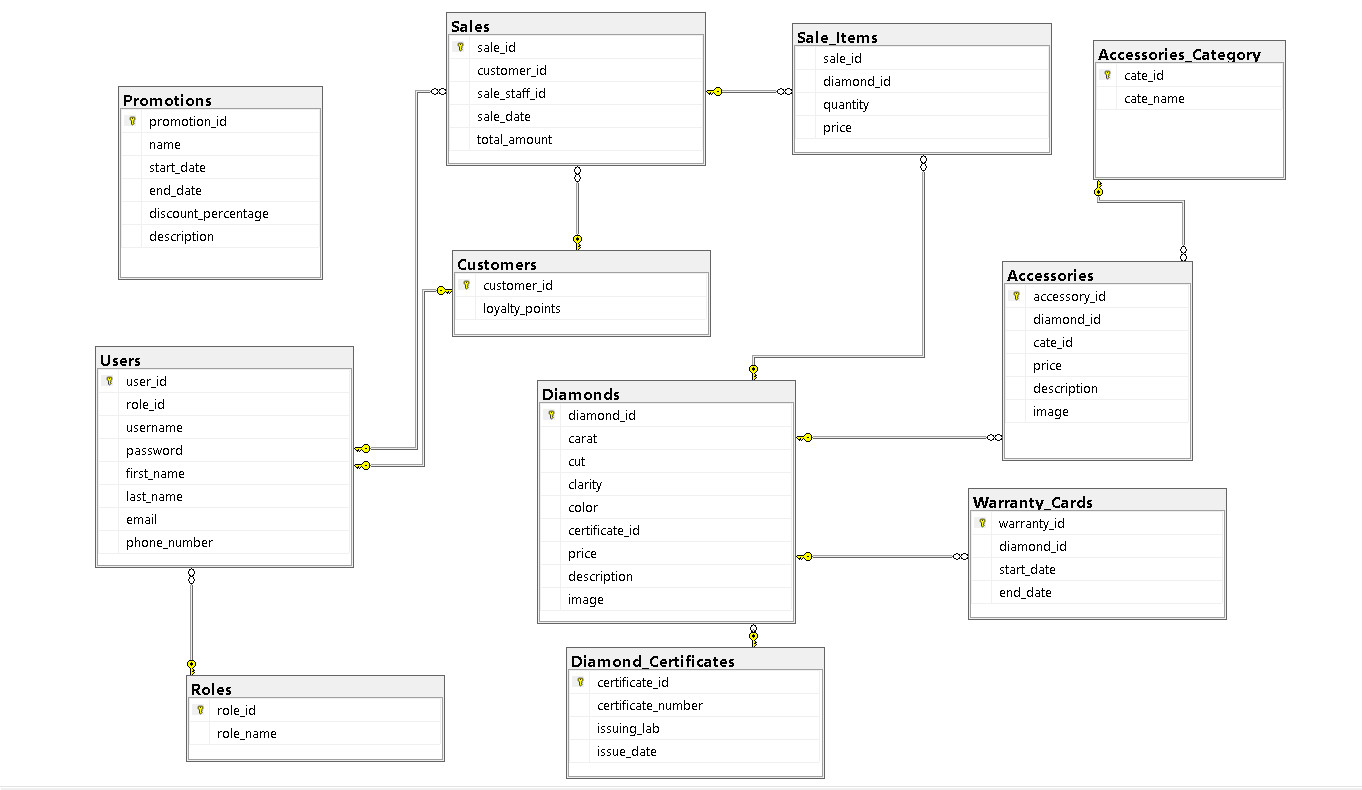 Sales
sale_id
customer_id
sale_staff_id
sale_date
total_amount
Sale_Items
sale_id
diamond_id
quantity
price
Accessories_Category
cate_id
cate_name
Promotions
promotion_id
name
start_date
end_date
discount_percentage
description
Customers
customer_id
loyalty_points
Accessories
accessory_id
diamond_id
cate_id
price
description
image
Users
user_id
role_id
username
password
first_name
last_name
email
phone_number
Diamonds
diamond_id
carat
cut
clarity
color
certificate_id
price
description
image
Warranty_Cards
warranty_id
diamond_id
start_date
end_date
Roles
role_id
role_name
Diamond_Certificates
certificate_id
certificate_number
issuing_lab
issue_date